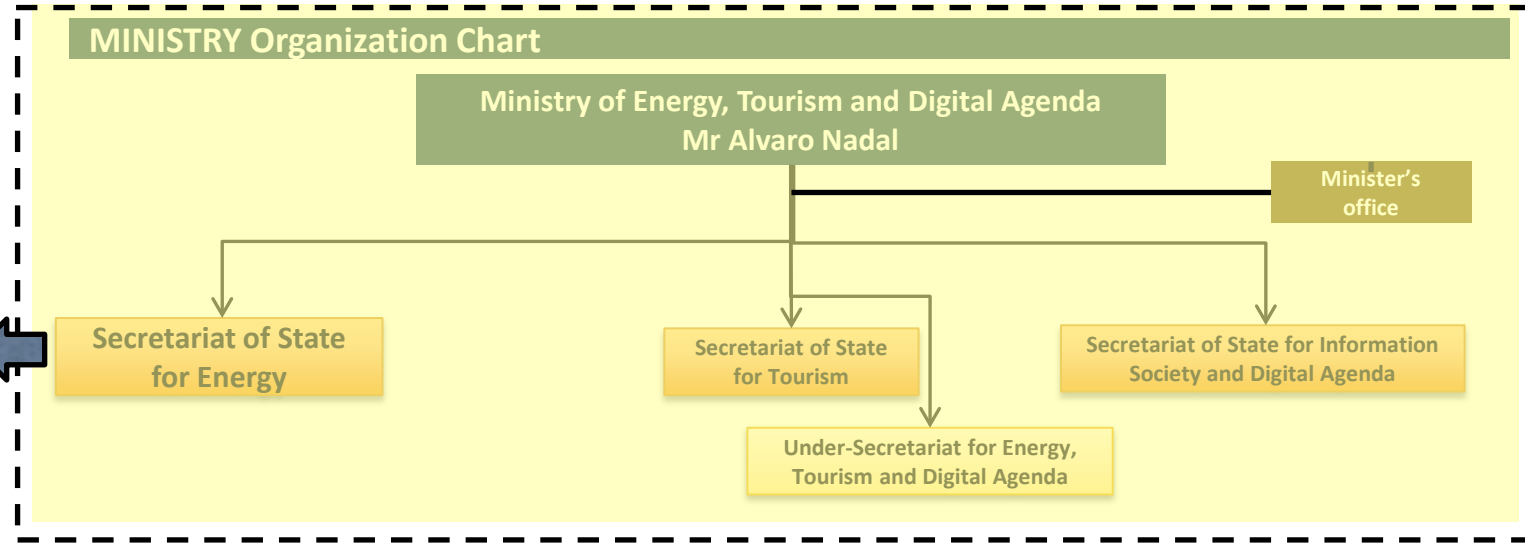 MINISTRY Organization Chart
Ministry of Energy, Tourism and Digital Agenda
Mr Alvaro Nadal
Minister's
office
Secretariat of State
for Energy
Secretariat of State
for Tourism
Secretariat of State for Information
Society and Digital Agenda
Under-Secretariat for Energy,
Tourism and Digital Agenda